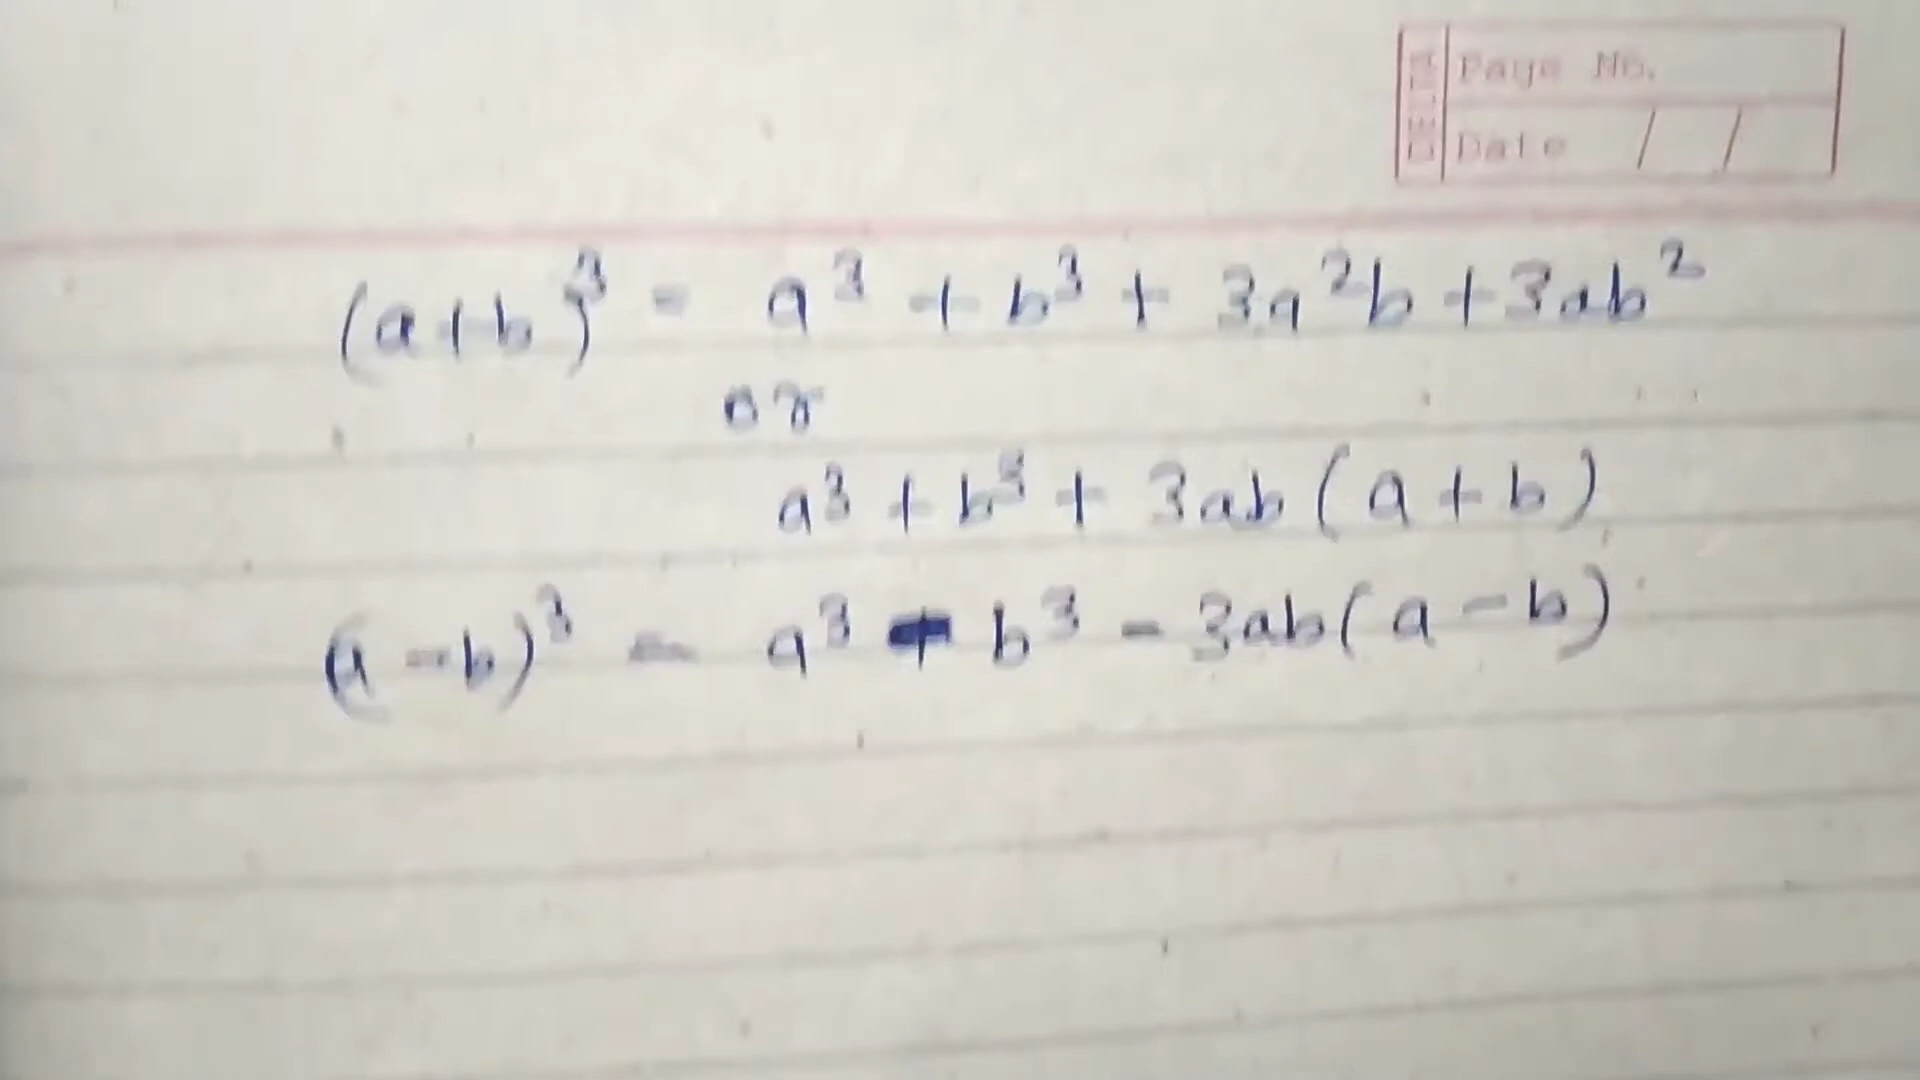 Page No.
Date / /
(a+b)³ = a³ + b³ + 3a²b + 3ab²
or
a³ + b³ + 3ab(a+b)
(a-b)³ = a³ - b³ - 3ab(a-b)